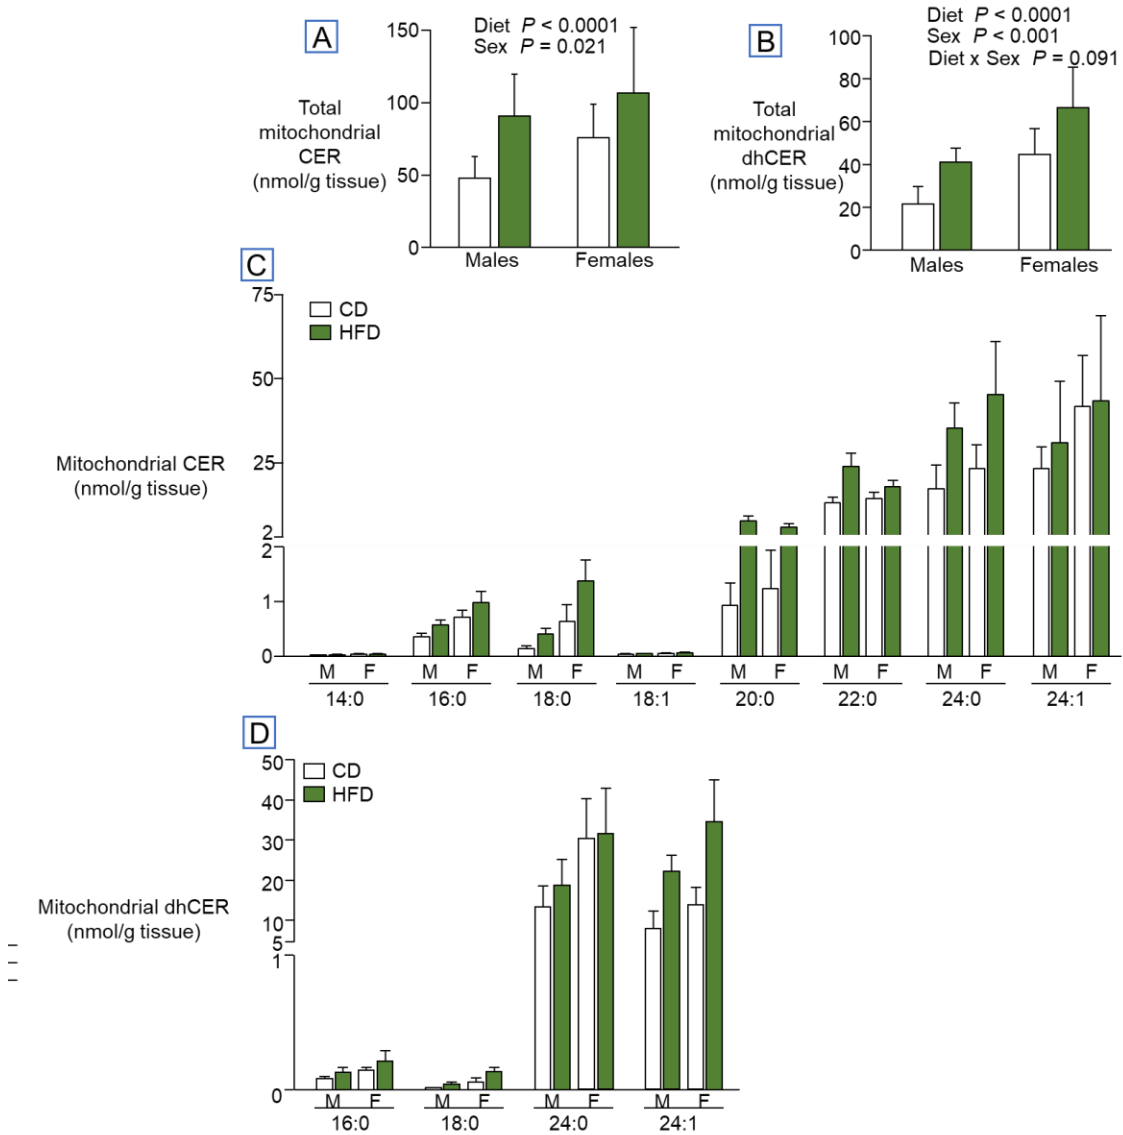 A
Diet P < 0.0001
Sex P = 0.021
150
100
50
0
Total
mitochondrial
CER
(nmol/g tissue)
Males
Females
B
Diet P < 0.0001
Sex P < 0.001
Diet x Sex P = 0.091
100
80
60
40
20
0
Total
mitochondrial
dhCER
(nmol/g tissue)
Males
Females
C
75
50
25
2
2
1
0
CD
HFD
Mitochondrial CER
(nmol/g tissue)
M F M F M F M F M F M F M F M F
14:0 16:0 18:0 18:1 20:0 22:0 24:0 24:1
D
50
40
30
20
10
5
1
0
CD
HFD
Mitochondrial dhCER
(nmol/g tissue)
M F M F M F M F
16:0 18:0 24:0 24:1